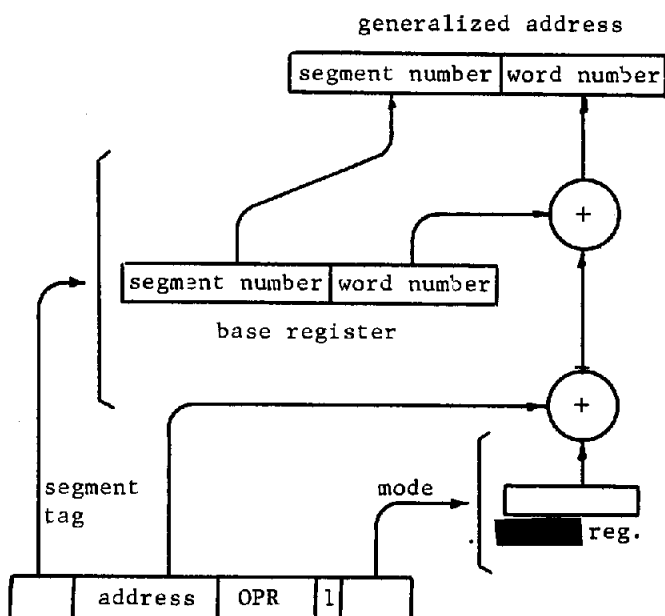 generalized address
segment number word number
+
segment number word number
base register
+
segment
tag
mode
reg.
address OPR 1